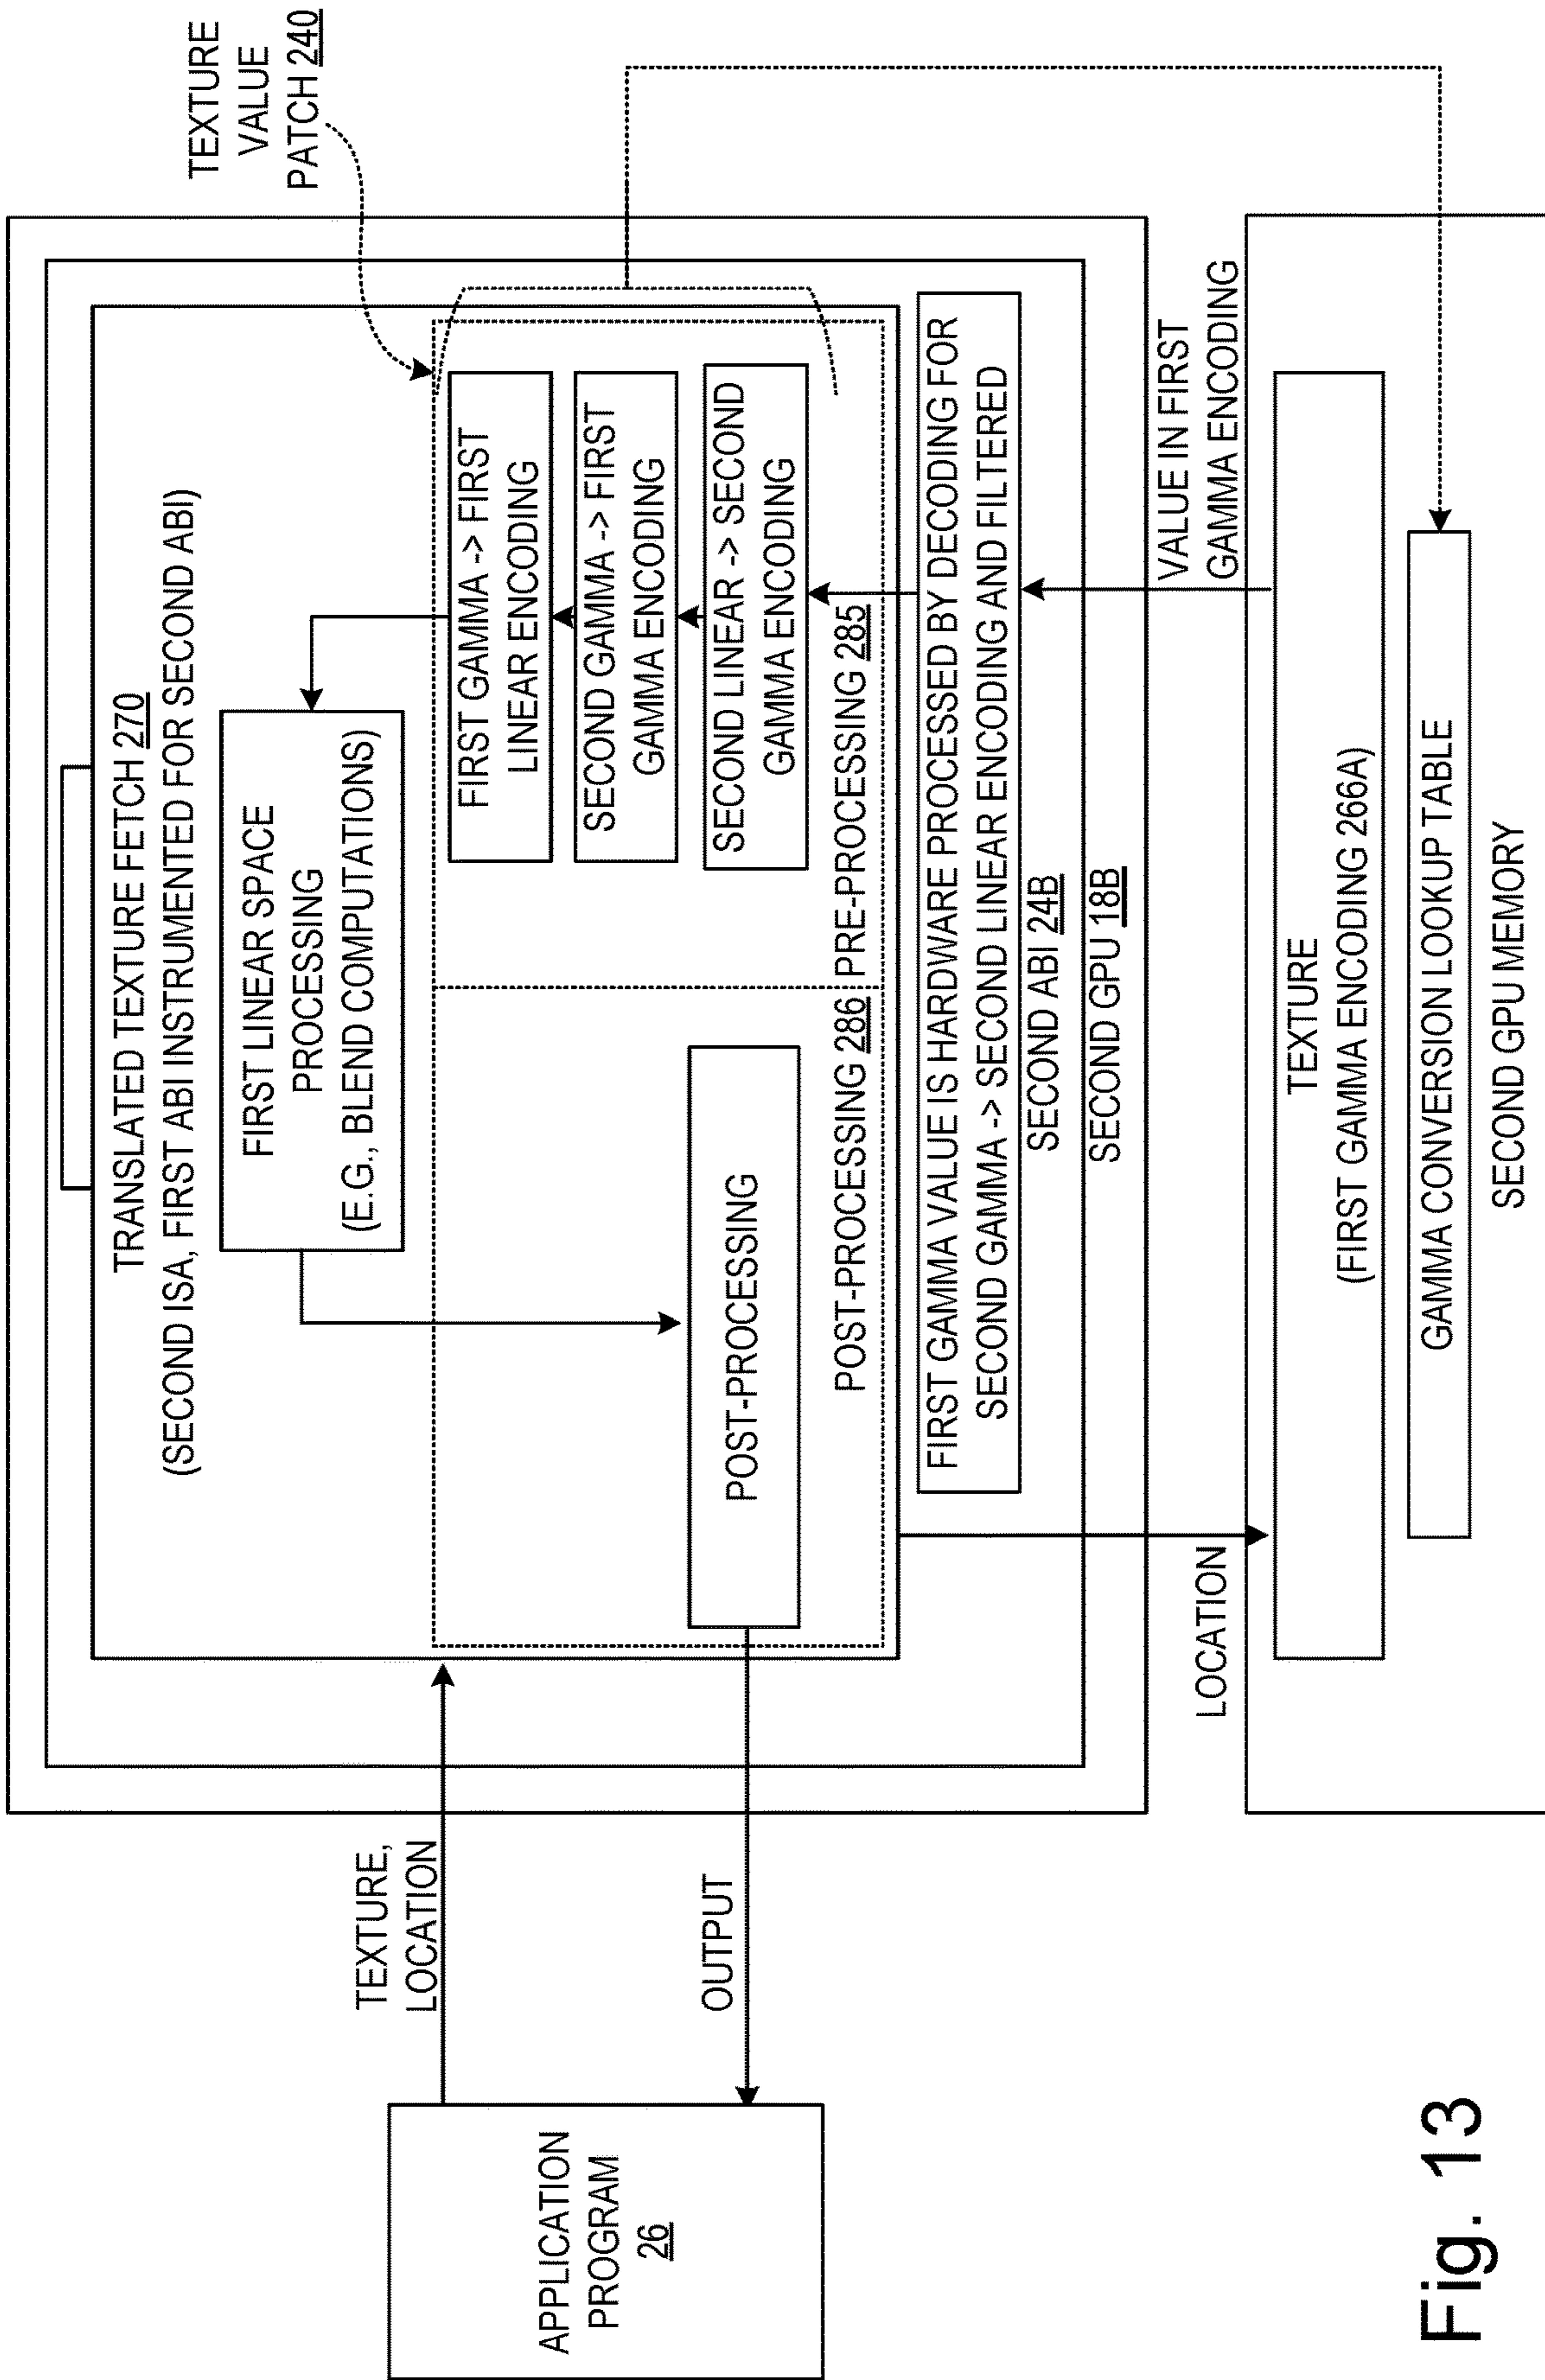 TRANSLATED TEXTURE FETCH 270
(SECOND ISA, FIRST ABI INSTRUMENTED FOR SECOND ABI)
TEXTURE
VALUE
PATCH 240
FIRST LINEAR SPACE
PROCESSING
(E.G., BLEND COMPUTATIONS)
FIRST GAMMA -> FIRST
LINEAR ENCODING
SECOND GAMMA -> FIRST
GAMMA ENCODING
SECOND LINEAR -> SECOND
GAMMA ENCODING
TEXTURE,
LOCATION
APPLICATION
PROGRAM
26
OUTPUT
POST-PROCESSING
POST-PROCESSING 286
PRE-PROCESSING 285
FIRST GAMMA VALUE IS HARDWARE PROCESSED BY DECODING FOR
SECOND GAMMA -> SECOND LINEAR ENCODING AND FILTERED
SECOND ABI 24B
SECOND GPU 18B
LOCATION
VALUE IN FIRST
GAMMA ENCODING
TEXTURE
(FIRST GAMMA ENCODING 266A)
GAMMA CONVERSION LOOKUP TABLE
SECOND GPU MEMORY
Fig. 13